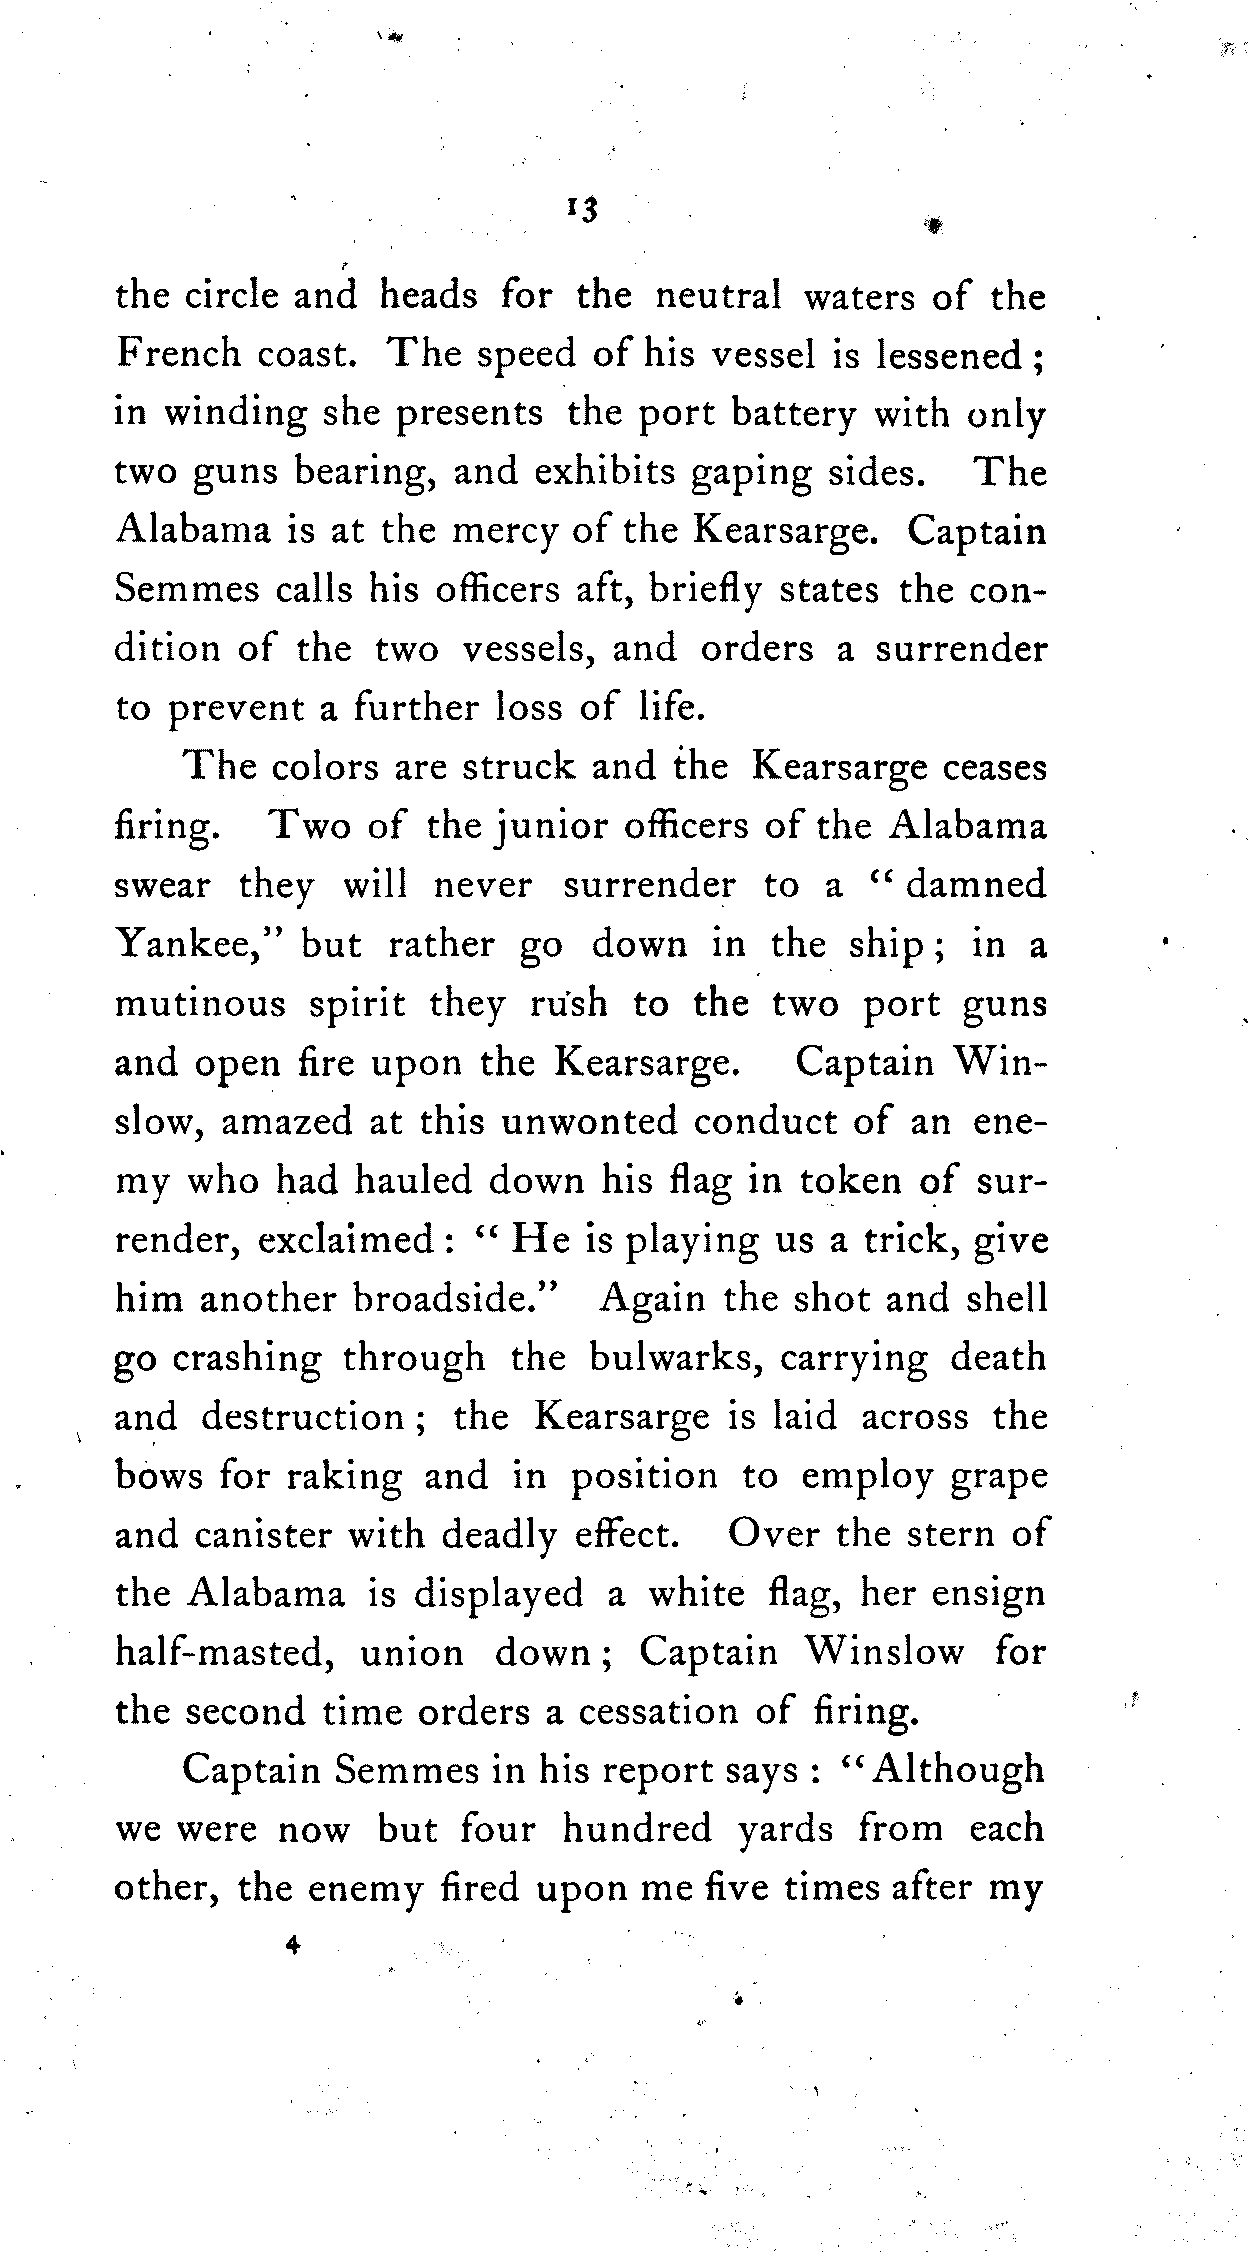 13
the circle and heads for the neutral waters of the
French coast. The speed of his vessel is lessened ;
in winding she presents the port battery with only
two guns bearing, and exhibits gaping sides. The
Alabama is at the mercy of the Kearsarge. Captain
Semmes calls his officers aft, briefly states the con-
dition of the two vessels, and orders a surrender
to prevent a further loss of life.
The colors are struck and the Kearsarge ceases
firing. Two of the junior officers of the Alabama
swear they will never surrender to a “ damned
Yankee,” but rather go down in the ship ; in a
mutinous spirit they rush to the two port guns
and open fire upon the Kearsarge. Captain Win-
slow, amazed at this unwonted conduct of an ene-
my who had hauled down his flag in token of sur-
render, exclaimed : “ He is playing us a trick, give
him another broadside.” Again the shot and shell
go crashing through the bulwarks, carrying death
and destruction ; the Kearsarge is laid across the
bows for raking and in position to employ grape
and canister with deadly effect. Over the stern of
the Alabama is displayed a white flag, her ensign
half-masted, union down ; Captain Winslow for
the second time orders a cessation of firing.
Captain Semmes in his report says : “ Although
we were now but four hundred yards from each
other, the enemy fired upon me five times after my
4